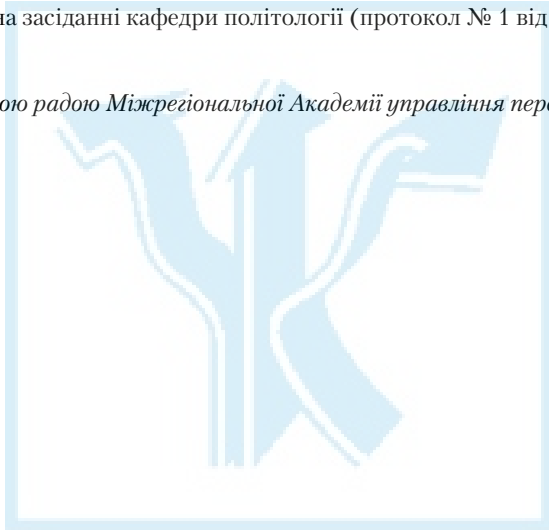 на засіданні кафедри політології (протокол № 1 від
ою радою Міжрегіональної Академії управління пер